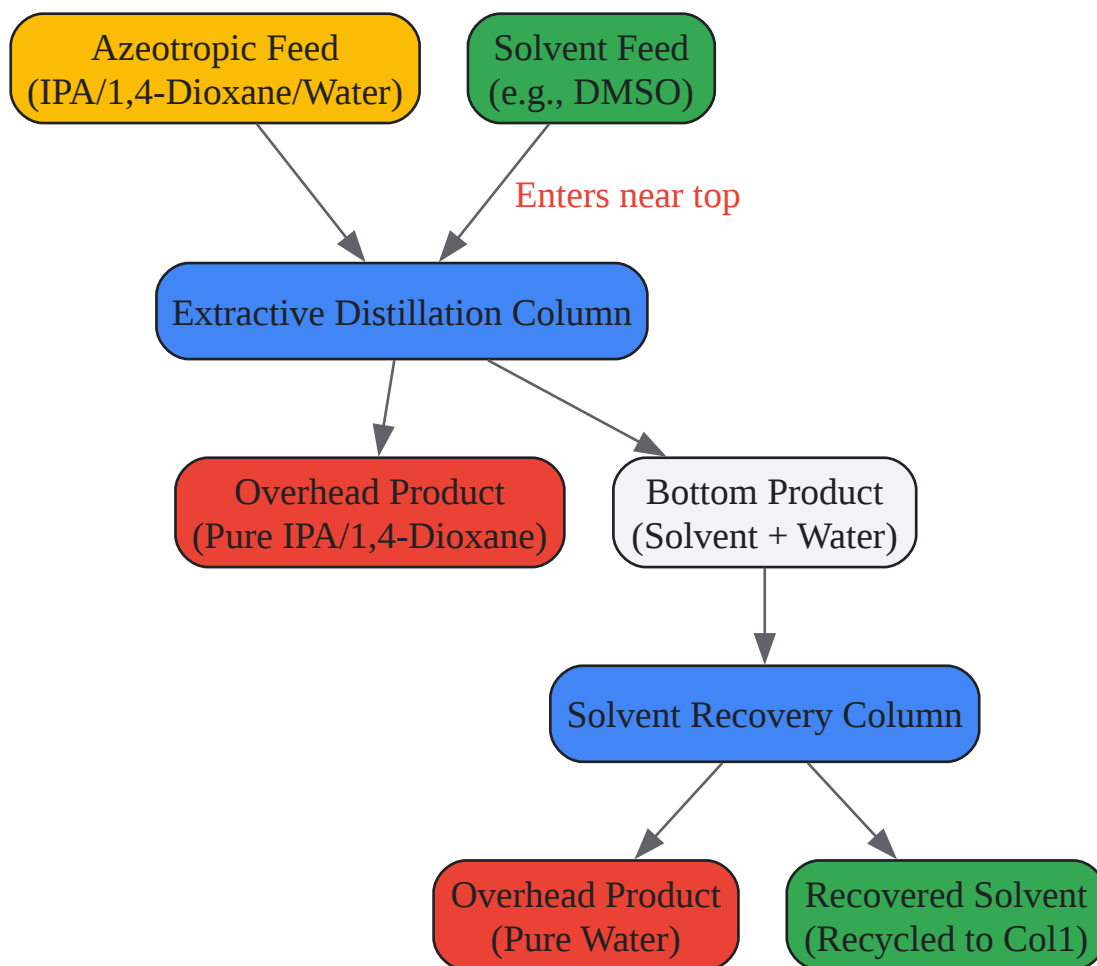 Azeotropic Feed
(IPA/1,4-Dioxane/Water)
Solvent Feed
(e.g., DMSO)
Enters near top
Extractive Distillation Column
Overhead Product
(Pure IPA/1,4-Dioxane)
Bottom Product
(Solvent + Water)
Solvent Recovery Column
Overhead Product
(Pure Water)
Recovered Solvent
(Recycled to Col1)